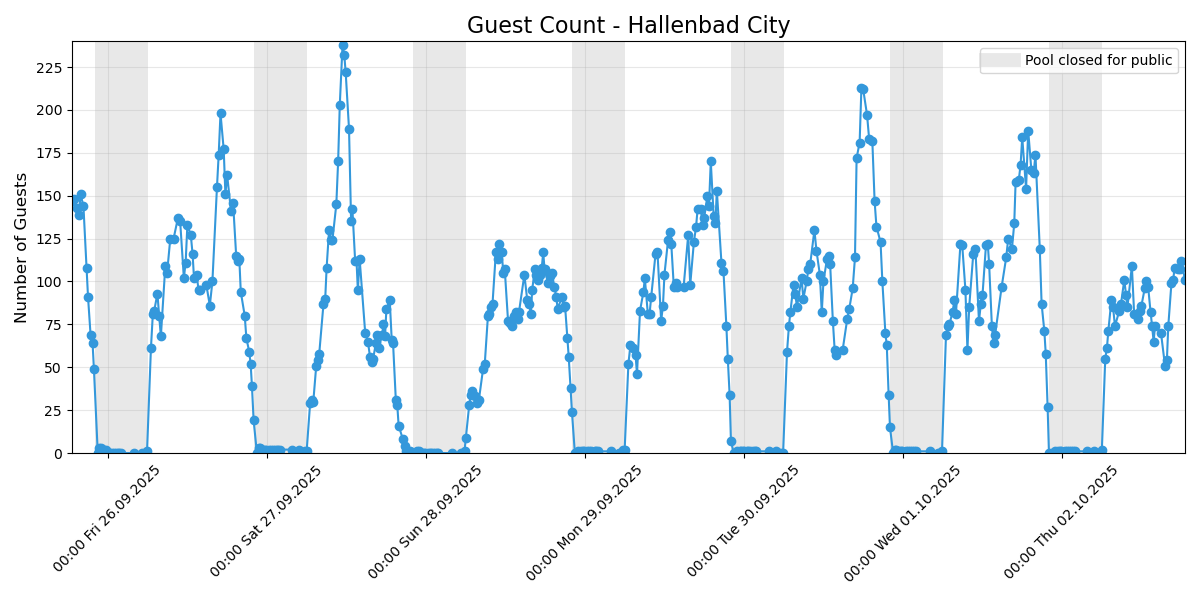 Guest Count - Hallenbad City
Pool closed for public
Number of Guests
225
200
175
150
125
100
75
50
25
0
00:00 Fri 26.09.2025
00:00 Sat 27.09.2025
00:00 Sun 28.09.2025
00:00 Mon 29.09.2025
00:00 Tue 30.09.2025
00:00 Wed 01.10.2025
00:00 Thu 02.10.2025